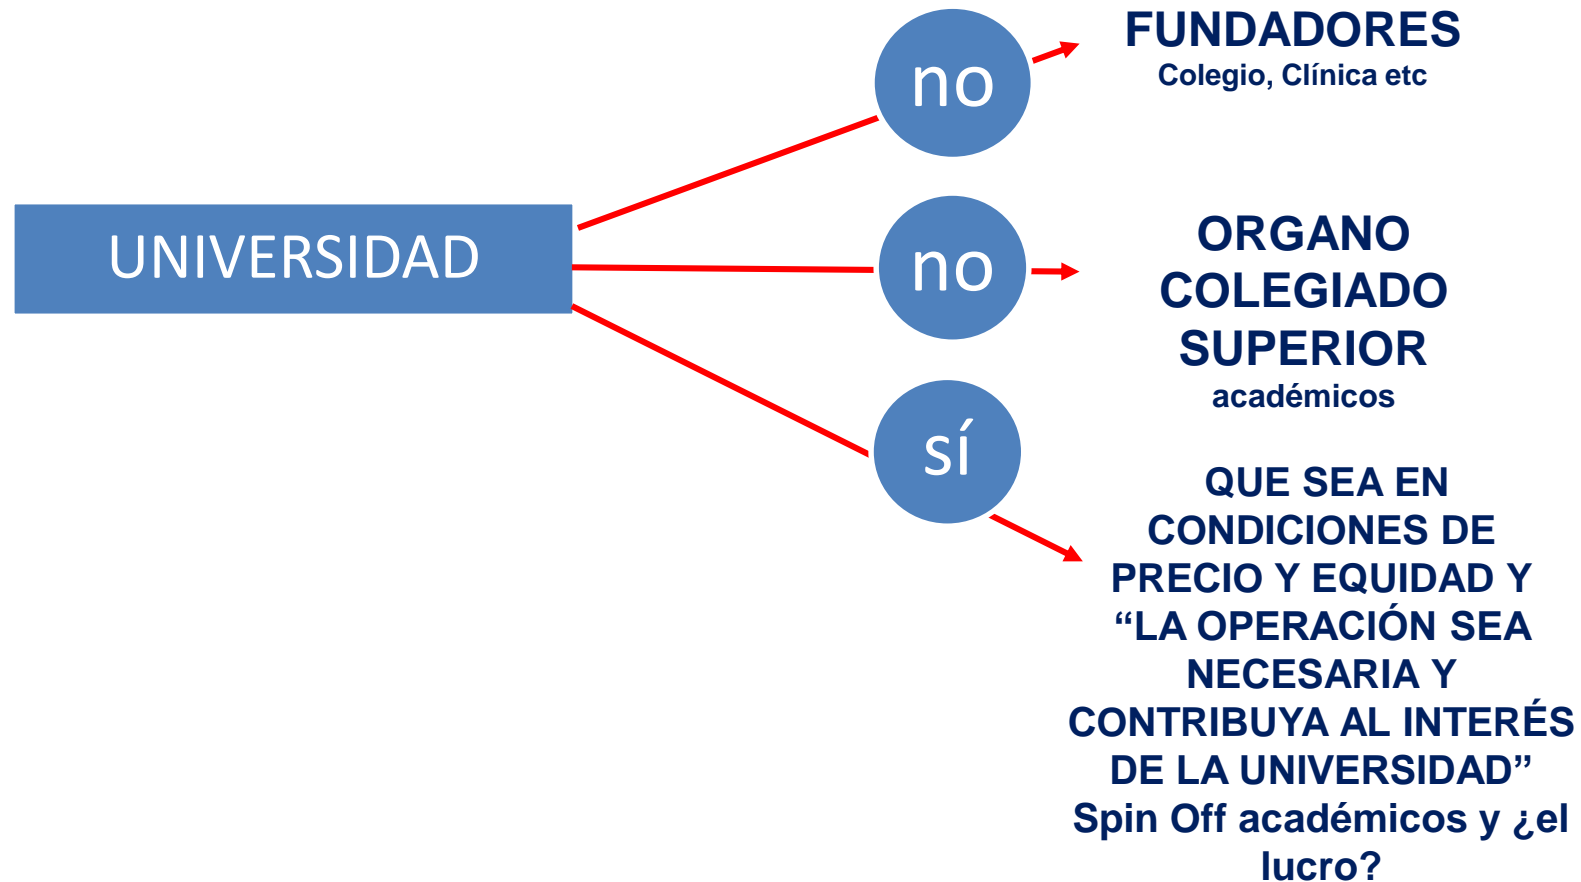 UNIVERSIDAD
no
FUNDADORES
Colegio, Clínica etc
no
ORGANO
COLEGIADO
SUPERIOR
académicos
sí
QUE SEA EN
CONDICIONES DE
PRECIO Y EQUIDAD Y
“LA OPERACIÓN SEA
NECESARIA Y
CONTRIBUYA AL INTERÉS
DE LA UNIVERSIDAD”
Spin Off académicos y ¿el
lucro?